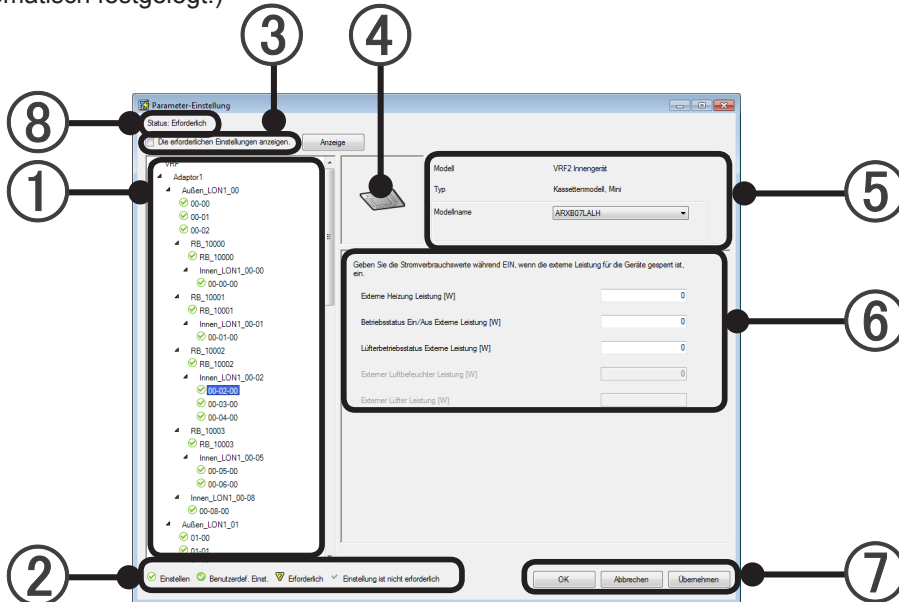 ematisch festgelegt.)
③
④
Parameter-Einstellung
⑧
Status: Erforderlich
Die erforderlichen Einstellungen anzeigen.
Anzeige
①
VRF
Adaptor1
Außen_LON1_00
00-00
00-01
00-02
RB_10000
RB_10000
Innen_LON1_00-00
00-00-00
RB_10001
RB_10001
Innen_LON1_00-01
00-01-00
RB_10002
RB_10002
Innen_LON1_00-02
00-02-00
00-03-00
00-04-00
RB_10003
RB_10003
Innen_LON1_00-05
00-05-00
00-06-00
Innen_LON1_00-08
00-08-00
Außen_LON1_01
01-00
01-01
Modell VRF2 Innengerät
Typ Kassettenmodell, Mini
Modellname ARXB07LALH
⑤
Geben Sie die Stromverbrauchswerte während EIN, wenn die externe Leistung für die Geräte gesperrt ist,
ein.
Externe Heizung Leistung [W] 0
Betriebsstatus Ein/Aus Externe Leistung [W] 0
Lüfterbetriebsstatus Externe Leistung [W] 0
Externer Luftbefeuchter Leistung [W] 0
Externer Lüfter Leistung [W]
⑥
②
Einstellen Benutzerdef. Einst. Erforderlich Einstellung ist nicht erforderlich
OK Abbrechen Übernehmen
⑦